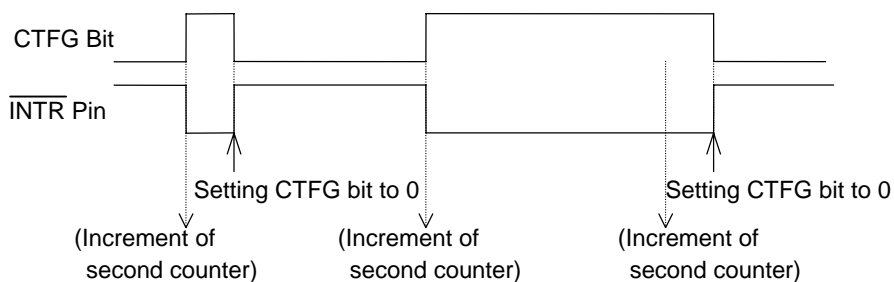 CTFG Bit
INTR Pin
Setting CTFG bit to 0
Setting CTFG bit to 0
(Increment of
second counter)
(Increment of
second counter)
(Increment of
second counter)